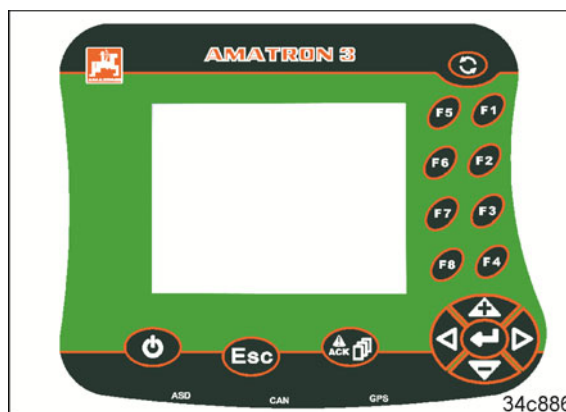 AMATRON 3
F5 F1
F6 F2
F7 F3
F8 F4
Esc
ACK
ASD CAN GPS
34c886